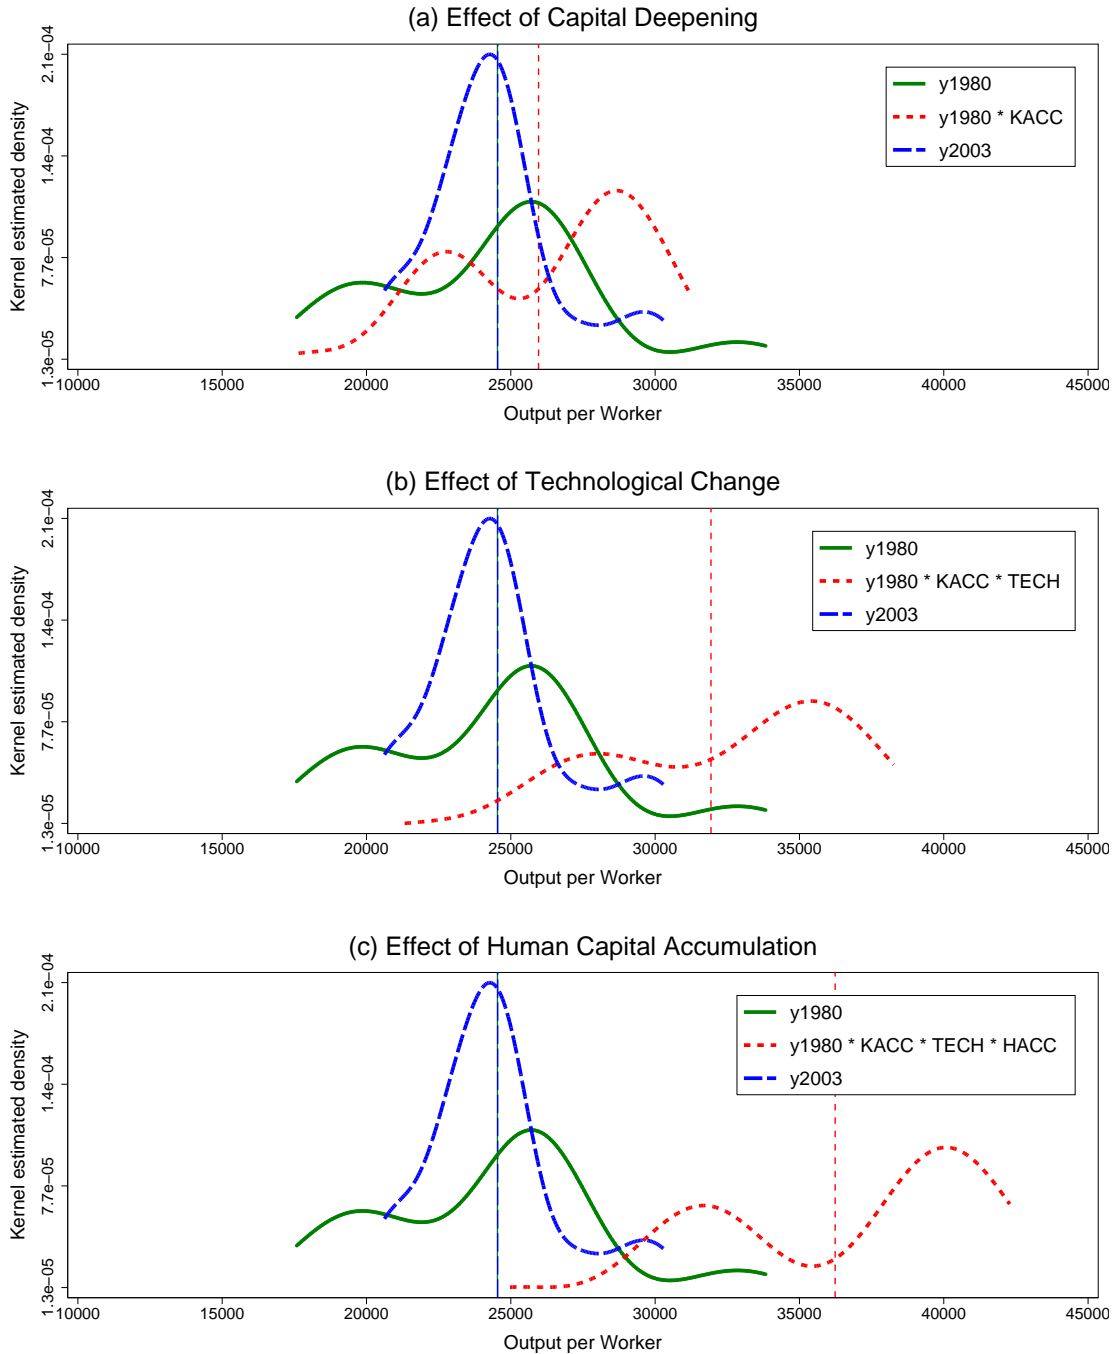 (a) Effect of Capital Deepening
2.1e−04
1.4e−04
7.7e−05
1.3e−05
Kernel estimated density
y1980
y1980 * KACC
y2003
10000 15000 20000 25000 30000 35000 40000 45000
Output per Worker
(b) Effect of Technological Change
2.1e−04
1.4e−04
7.7e−05
1.3e−05
Kernel estimated density
y1980
y1980 * KACC * TECH
y2003
10000 15000 20000 25000 30000 35000 40000 45000
Output per Worker
(c) Effect of Human Capital Accumulation
2.1e−04
1.4e−04
7.7e−05
1.3e−05
Kernel estimated density
y1980
y1980 * KACC * TECH * HACC
y2003
10000 15000 20000 25000 30000 35000 40000 45000
Output per Worker